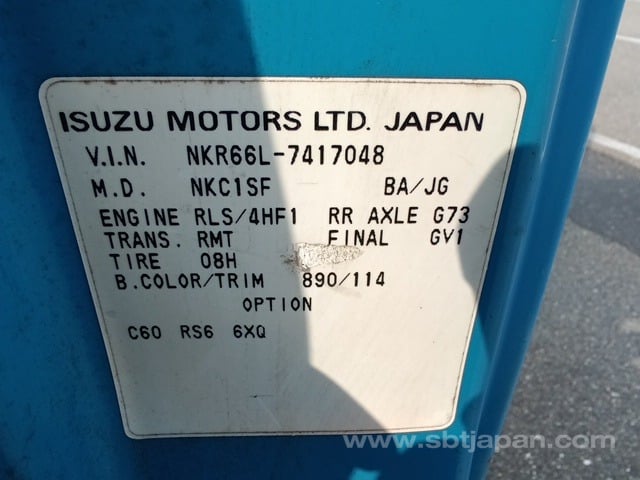 ISUZU MOTORS LTD. JAPAN
V.I.N. NKR66L-7417048
M.D. NKC1SF BA/JG
ENGINE RLS/4HF1 RR AXLE G73
TRANS. RMT FINAL GV1
TIRE 08H
B.COLOR/TRIM 890/114
OPTION
C60 RS6 6XQ
www.sbtjapan.com